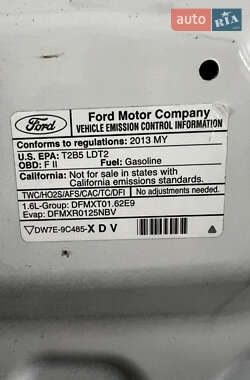 AUTO RIA
Ford
Ford Motor Company
VEHICLE EMISSION CONTROL INFORMATION
Conforms to regulations: 2013 MY
U.S. EPA: T2B5 LDT2
OBD: F II Fuel: Gasoline
California: Not for sale in states with
California emissions standards.
TWC/HO2S/AFS/CAC/TC/DFI No adjustments needed.
1.6L-Group: DFMXT01.62E9
Evap: DFMXR0125NBV
DW7E-9C485-XDV